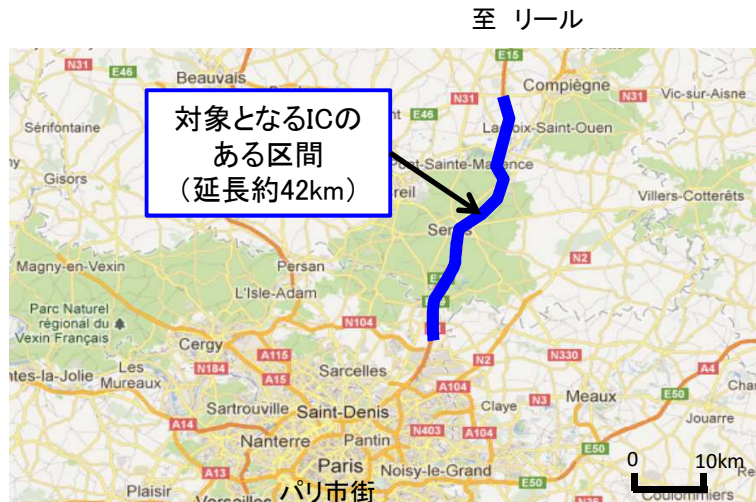 至 リール
E15
E46
Beauvais
N31
Compiègne
N31
Vic-sur-Aisne
E46
Sérifontaine
対象となるICの
ある区間
(延長約42km)
Gisors
Villers-Cotterêts
N2
Magny-en-Vexin
Persan
L'Isle-Adam
Parc Naturel
régional du
Vexin Français
N104
Cergy
A115
N2
N330
A4
Les
Mureaux
N184
A15
Sarcelles
A104
E50
Meaux
Sartrouville
Saint-Denis
Claye
N3
Jouarre
A14
Nanterre
Pantin
N403
A104
Paris
Noisy-le-Grand
A13
E50
0 10km
Plaisir
パリ市街
Coulommiers